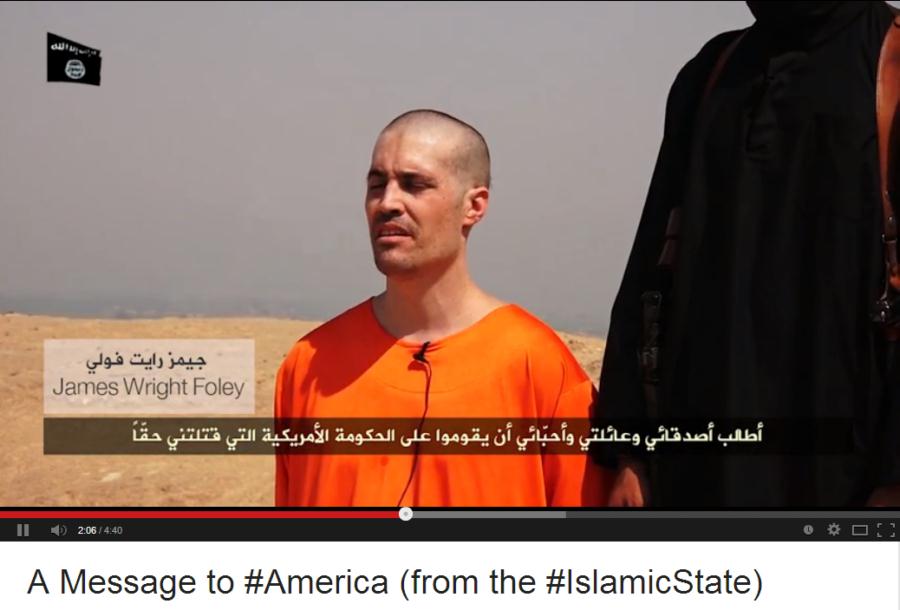 جيمز رايت فولي
James Wright Foley
أطالب أصدقائي وعائلتي وأحبّائي أن يقوموا على الحكومة الأمريكية التي قتلتني حقّاً
2:06 / 4:40
A Message to #America (from the #IslamicState)